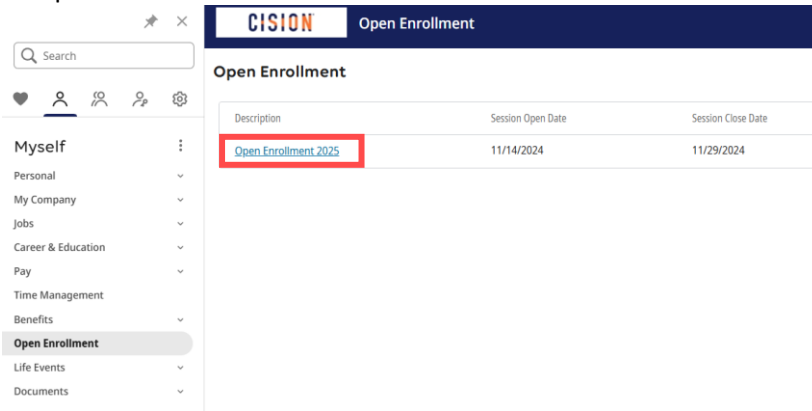 CISION
Open Enrollment
Search
Open Enrollment
Description Session Open Date Session Close Date
Open Enrollment 2025 11/14/2024 11/29/2024
Myself
Personal
My Company
Jobs
Career & Education
Pay
Time Management
Benefits
Open Enrollment
Life Events
Documents